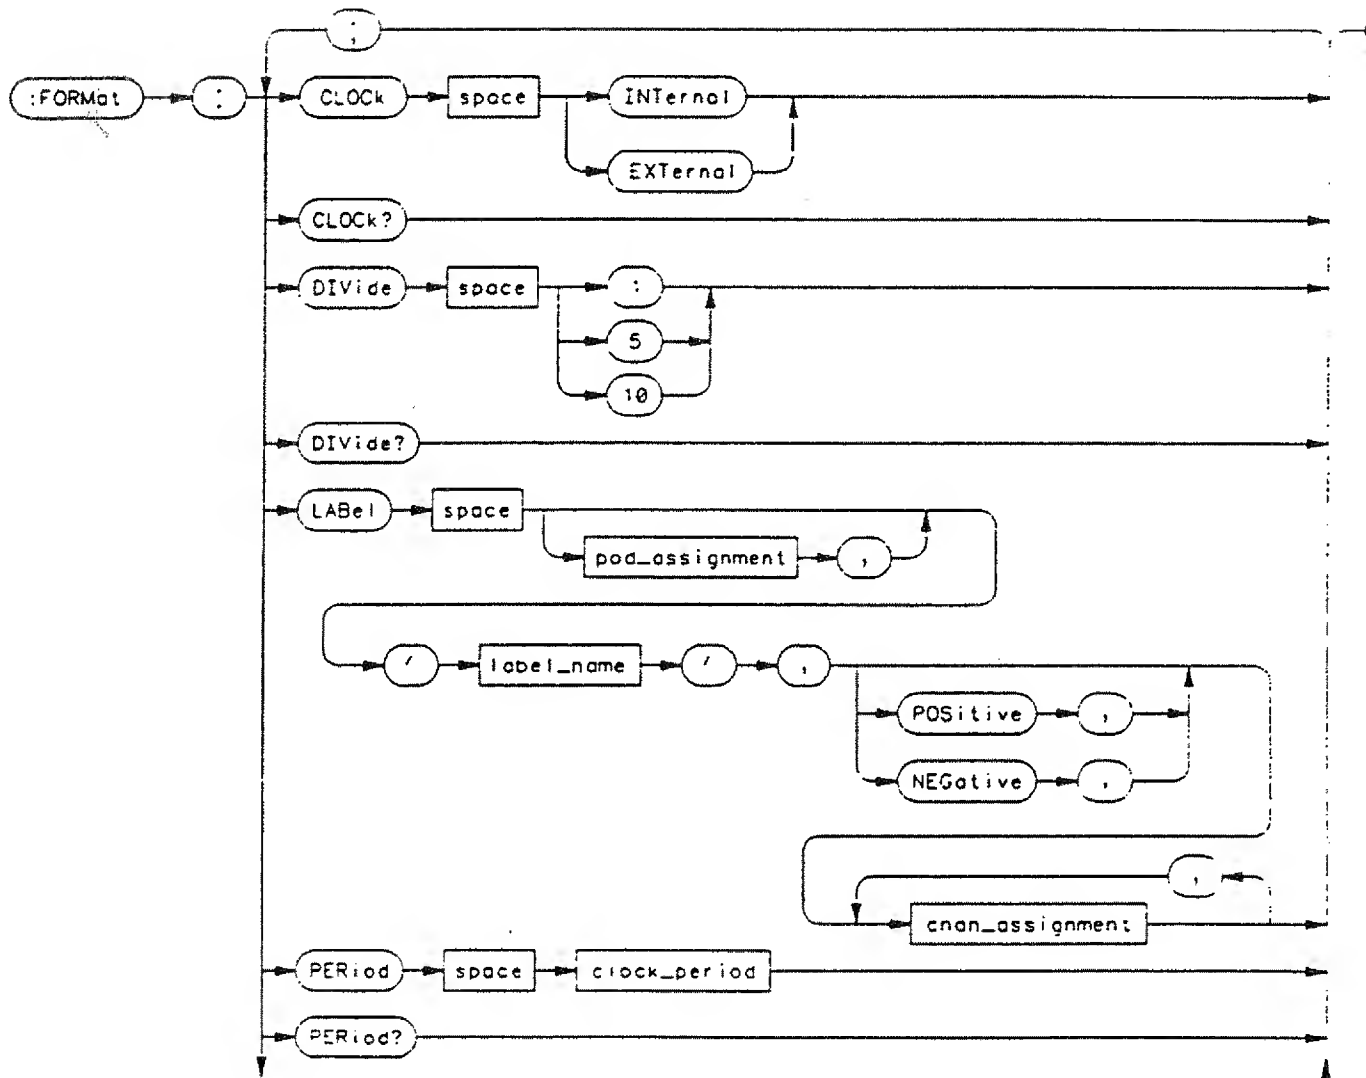 ;
:FORMat : CLOCk space INTernal
EXTernal
CLOCk?
DIVide space :
5
10
DIVide?
LABel space
pod_assignment ,
' label_name ' ,
POSitive ,
NEGative ,
,
cnan_assignment
PERiod space clock_period
PERiod?